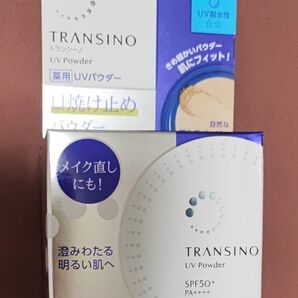 TRANSINO
トランシーノ
UV Powder
薬用UVパウダー
日焼け止め
パウダー
UV耐水性
☆☆
きめ細かいパウダー
肌にフィット!
自然な
メイク直し
にも!
澄みわたる
明るい肌へ
TRANSINO
UV Powder
SPF50+
PA++++